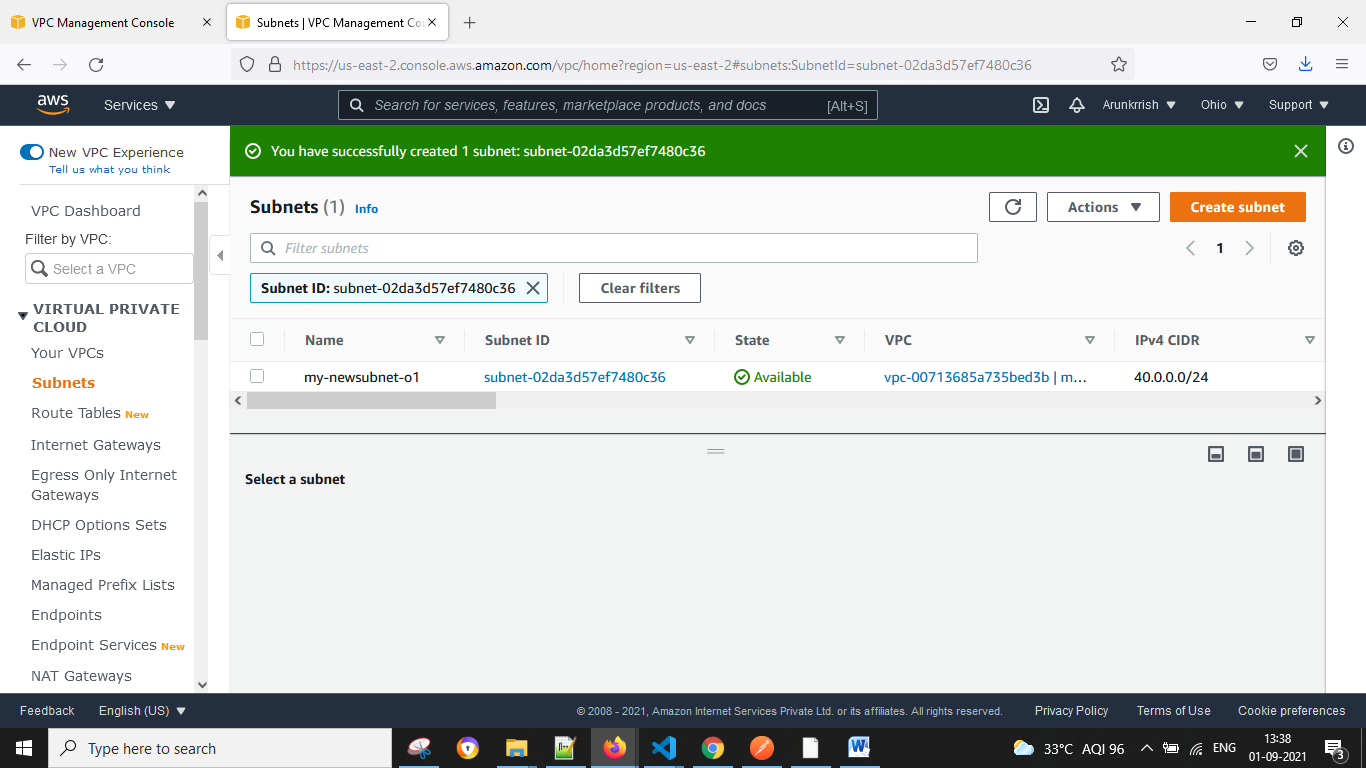 VPC Management Console
Subnets | VPC Management Co
https://us-east-2.console.aws.amazon.com/vpc/home?region=us-east-2#subnets:SubnetId=subnet-02da3d57ef7480c36
aws
Services
Search for services, features, marketplace products, and docs [Alt+S]
Arunkrrish
Ohio
Support
New VPC Experience
Tell us what you think
You have successfully created 1 subnet: subnet-02da3d57ef7480c36
VPC Dashboard
Filter by VPC:
Select a VPC
VIRTUAL PRIVATE
CLOUD
Your VPCs
Subnets
Route Tables New
Internet Gateways
Egress Only Internet
Gateways
DHCP Options Sets
Elastic IPs
Managed Prefix Lists
Endpoints
Endpoint Services New
NAT Gateways
Subnets (1) Info
Actions
Create subnet
Filter subnets
1
Subnet ID: subnet-02da3d57ef7480c36
Clear filters
Name Subnet ID State VPC IPv4 CIDR
my-newsubnet-o1 subnet-02da3d57ef7480c36 Available vpc-00713685a735bed3b | m... 40.0.0.0/24
Select a subnet
Feedback
English (US)
© 2008 - 2021, Amazon Internet Services Private Ltd. or its affiliates. All rights reserved.
Privacy Policy
Terms of Use
Cookie preferences
Type here to search
33°C AQI 96
ENG
13:38
01-09-2021
3